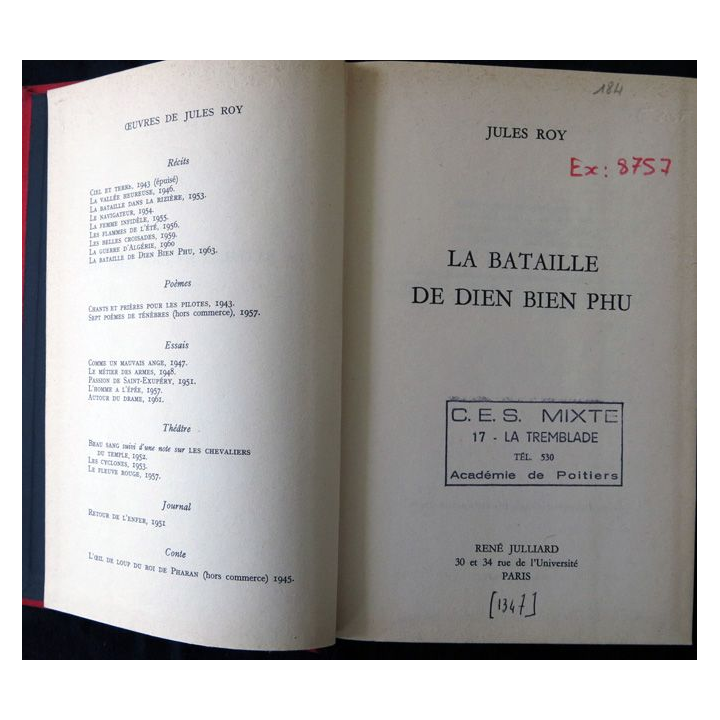 ŒUVRES DE JULES ROY
Récits
CIEL ET TERRE, 1943 (épuisé)
LA VALLÉE HEUREUSE, 1946.
LA BATAILLE DANS LA RIZIÈRE, 1953.
LE NAVIGATEUR, 1954.
LA FEMME INFIDÈLE, 1955.
LES FLAMMES DE L'ÉTÉ, 1956.
LES BELLES CROISADES, 1959.
LA GUERRE D'ALGÉRIE, 1960
LA BATAILLE DE DIEN BIEN PHU, 1963.
Poèmes
CHANTS ET PRIÈRES POUR LES PILOTES, 1943.
SEPT POÈMES DE TÉNÈBRES (hors commerce), 1957.
Essais
COMME UN MAUVAIS ANGE, 1947.
LE MÉTIER DES ARMES, 1948.
PASSION DE SAINT-EXUPÉRY, 1951.
L'HOMME A L'ÉPÉE, 1957.
AUTOUR DU DRAME, 1961.
Théâtre
BEAU SANG suivi d'une note sur LES CHEVALIERS
DU TEMPLE, 1952.
LES CYCLONES, 1953.
LE FLEUVE ROUGE, 1957.
Journal
RETOUR DE L'ENFER, 1951
Conte
L'ŒIL DE LOUP DU ROI DE PHARAN (hors commerce) 1945.
184
JULES ROY
Ex: 8757
LA BATAILLE
DE DIEN BIEN PHU
C.E.S. MIXTE
17 - LA TREMBLADE
TÉL. 530
Académie de Poitiers
RENÉ JULLIARD
30 et 34 rue de l'Université
PARIS
[1347]